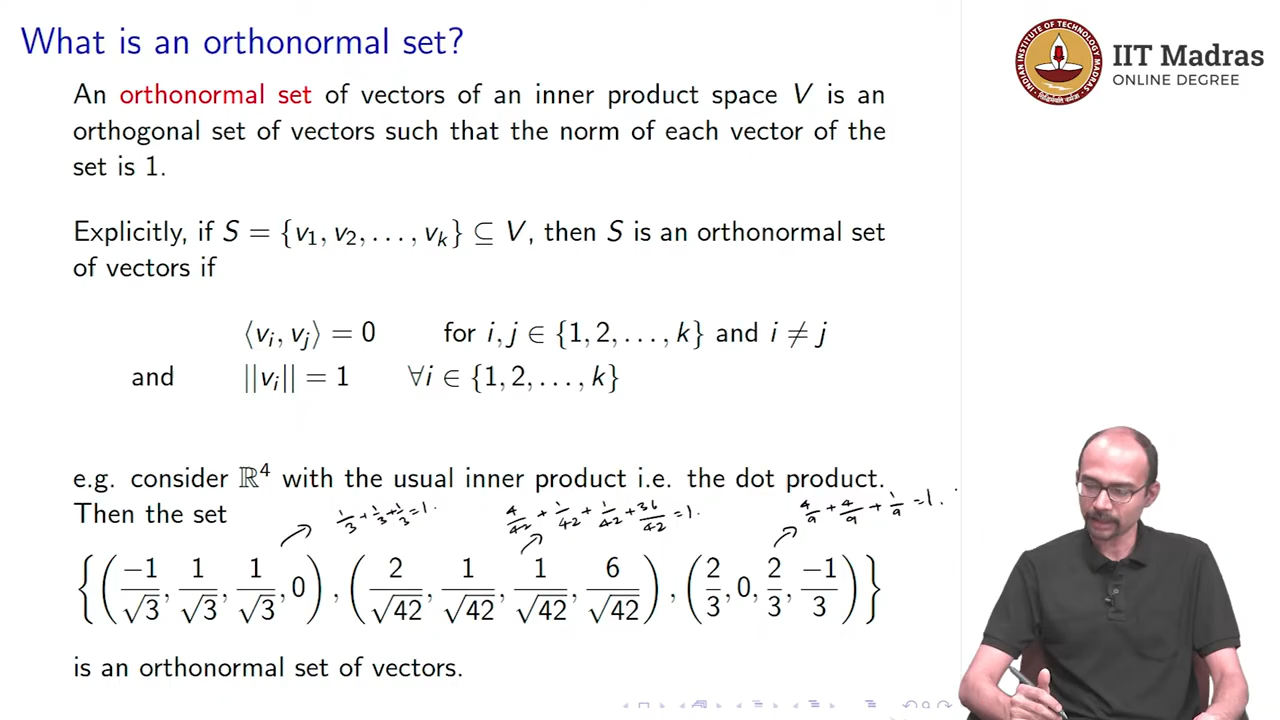 What is an orthonormal set?
IIT Madras
ONLINE DEGREE
INDIAN INSTITUTE OF TECHNOLOGY MADRAS
An orthonormal set of vectors of an inner product space V is an
orthogonal set of vectors such that the norm of each vector of the
set is 1.
Explicitly, if S = {v₁, v₂, . . . , vₖ} ⊆ V, then S is an orthonormal set
of vectors if
⟨vᵢ, vⱼ⟩ = 0 for i, j ∈ {1, 2, . . . , k} and i ≠ j
and ||vᵢ|| = 1 ∀i ∈ {1, 2, . . . , k}
e.g. consider ℝ⁴ with the usual inner product i.e. the dot product.
Then the set
1/3 + 1/3 + 1/3 = 1. 4/42 + 1/42 + 1/42 + 36/42 = 1. 4/9 + 4/9 + 1/9 = 1.
{(-1/√3, 1/√3, 1/√3, 0), (2/√42, 1/√42, 1/√42, 6/√42), (2/3, 0, 2/3, -1/3)}
is an orthonormal set of vectors.